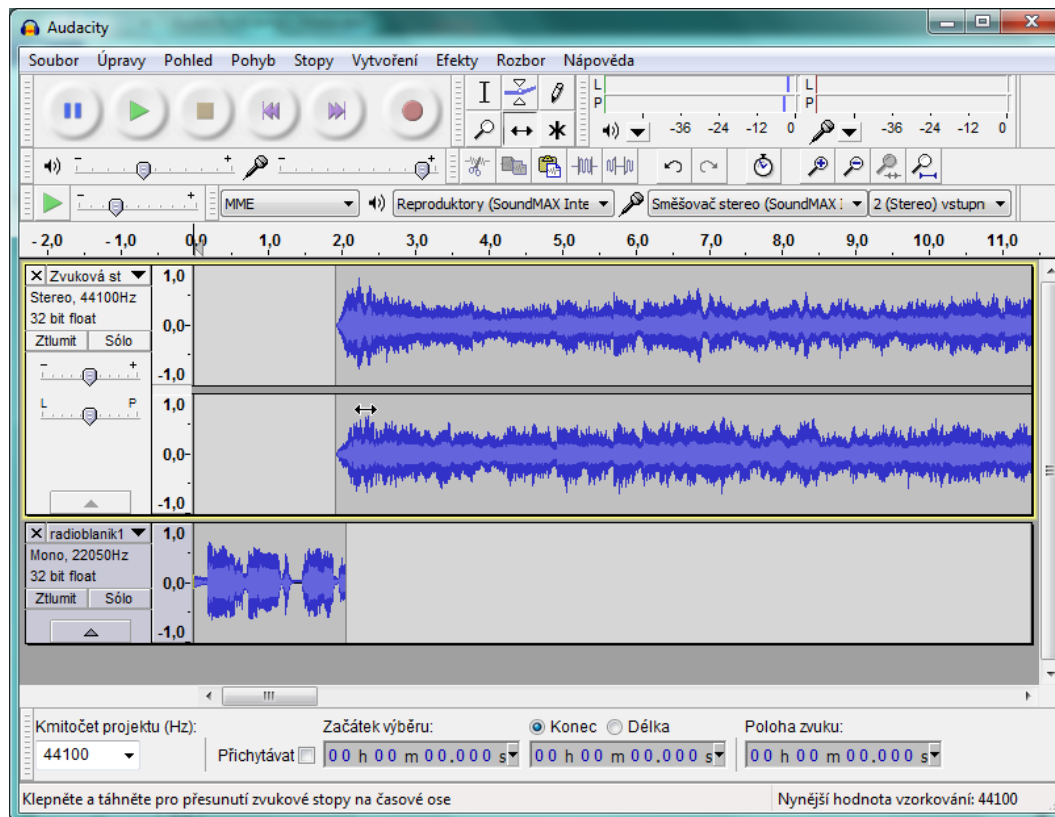 Audacity
Soubor Úpravy Pohled Pohyb Stopy Vytvoření Efekty Rozbor Nápověda
L
P
-36 -24 -12 0
L
P
-36 -24 -12 0
MME
Reproduktory (SoundMAX Inte
Směšovač stereo (SoundMAX :
2 (Stereo) vstupn
- 2,0 - 1,0 0,0 1,0 2,0 3,0 4,0 5,0 6,0 7,0 8,0 9,0 10,0 11,0
X Zvuková st
Stereo, 44100Hz
32 bit float
Ztlumit Sólo
- +
L P
1,0
0,0-
-1,0
1,0
0,0-
-1,0
X radioblanik1
Mono, 22050Hz
32 bit float
Ztlumit Sólo
1,0
0,0-
-1,0
Kmitočet projektu (Hz):
44100
Přichytávat
Začátek výběru:
00 h 00 m 00.000 s
Konec Délka
00 h 00 m 00.000 s
Poloha zvuku:
00 h 00 m 00.000 s
Klepněte a táhněte pro přesunutí zvukové stopy na časové ose
Nynější hodnota vzorkování: 44100